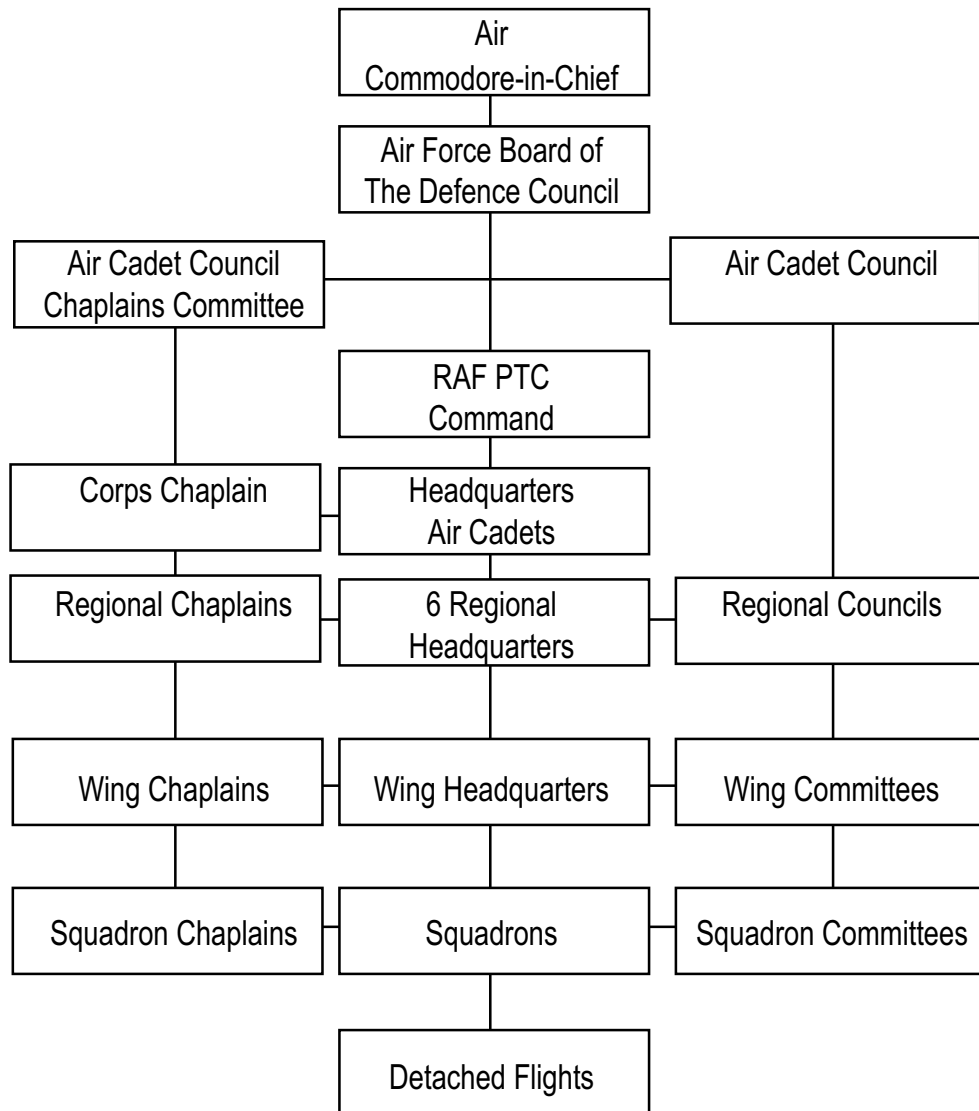 Air
Commodore-in-Chief
Air Force Board of
The Defence Council
Air Cadet Council
Chaplains Committee
Air Cadet Council
RAF PTC
Command
Corps Chaplain
Headquarters
Air Cadets
Regional Chaplains
6 Regional
Headquarters
Regional Councils
Wing Chaplains
Wing Headquarters
Wing Committees
Squadron Chaplains
Squadrons
Squadron Committees
Detached Flights